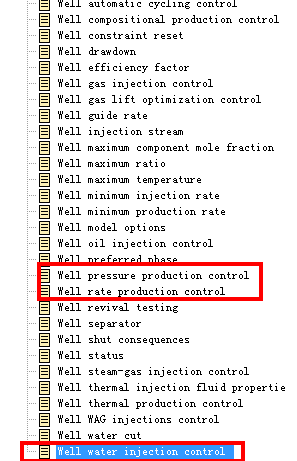 Well automatic cycling control
Well compositional production control
Well constraint reset
Well drawdown
Well efficiency factor
Well gas injection control
Well gas lift optimization control
Well guide rate
Well injection stream
Well maximum component mole fraction
Well maximum ratio
Well maximum temperature
Well minimum injection rate
Well minimum production rate
Well model options
Well oil injection control
Well preferred phase
Well pressure production control
Well rate production control
Well revival testing
Well separator
Well shut consequences
Well status
Well steam-gas injection control
Well thermal injection fluid propertie
Well thermal production control
Well WAG injections control
Well water cut
Well water injection control